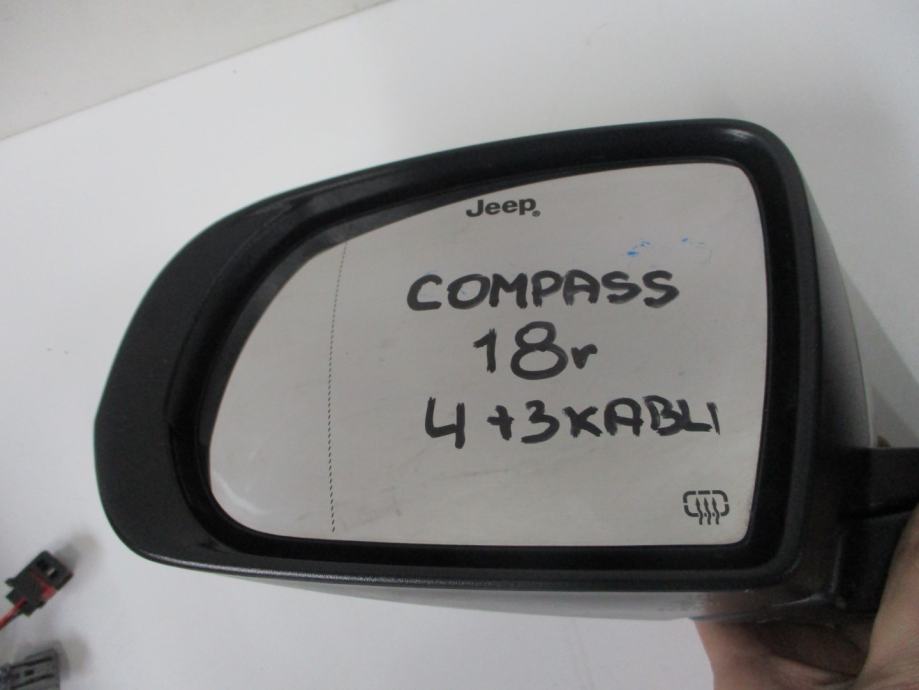 Jeep®
COMPASS
18r
4+3KABLI